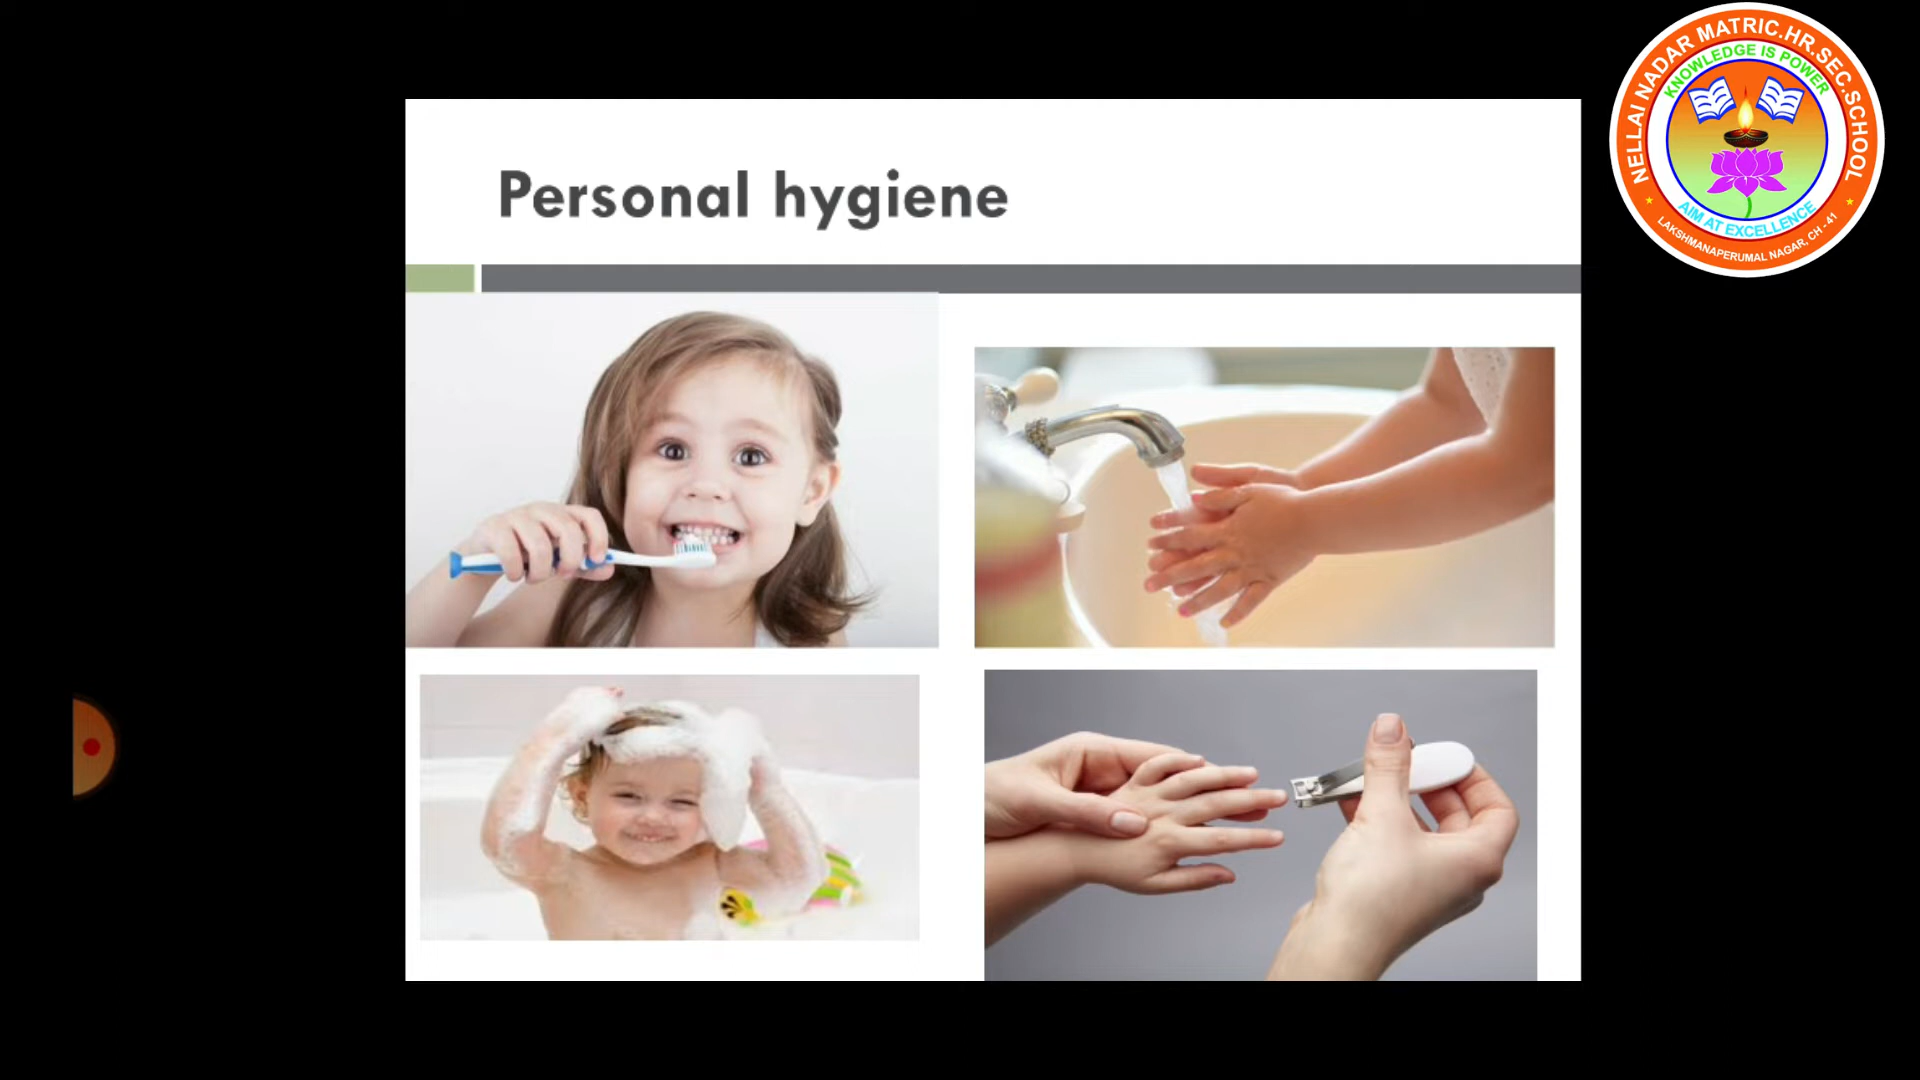 Personal hygiene
NELLAI NADAR MATRIC.HR.SEC.SCHOOL
KNOWLEDGE IS POWER
AIM AT EXCELLENCE
LAKSHMANAPERUMAL NAGAR, CH - 41